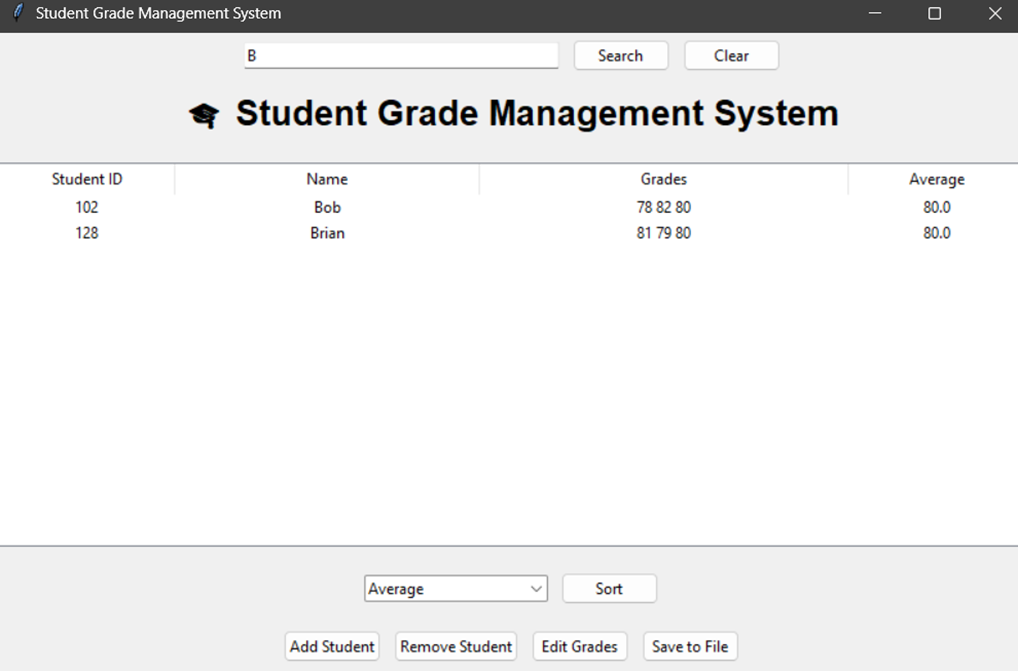 Student Grade Management System
B Search Clear
Student Grade Management System
Student ID Name Grades Average
102 Bob 78 82 80 80.0
128 Brian 81 79 80 80.0
Average Sort
Add Student Remove Student Edit Grades Save to File